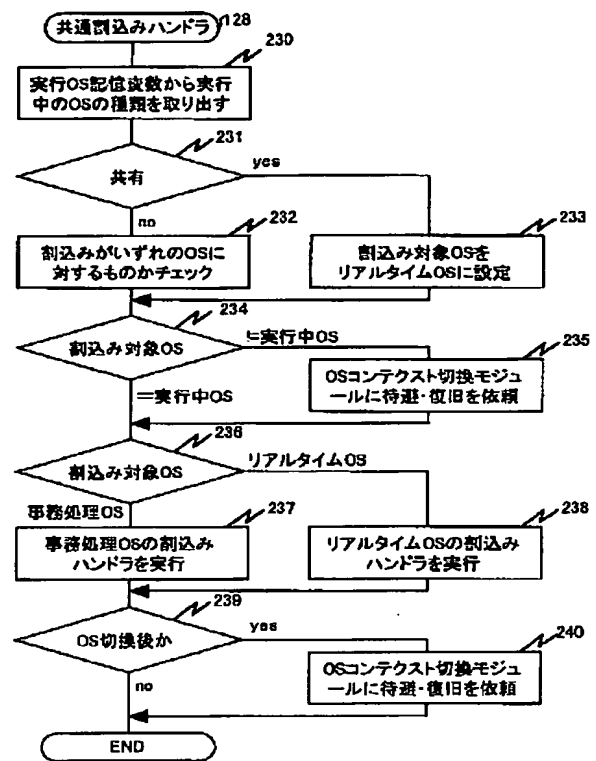 共通割込みハンドラ
128
230
実行OS記憶変数から実行
中のOSの種類を取り出す
231
共有
yes
no
232
233
割込みがいずれのOSに
対するものかチェック
割込み対象OSを
リアルタイムOSに設定
234
割込み対象OS
≠実行中OS
235
OSコンテクスト切換モジュ
ールに待避・復旧を依頼
=実行中OS
236
割込み対象OS
リアルタイムOS
事務処理OS
237
238
事務処理OSの割込み
ハンドラを実行
リアルタイムOSの割込み
ハンドラを実行
239
OS切換後か
yes
240
OSコンテクスト切換モジュ
ールに待避・復旧を依頼
no
END